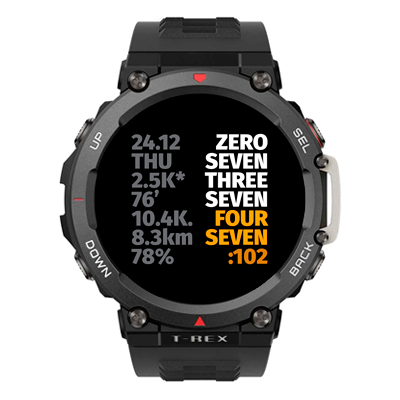 UP
SEL
24.12 ZERO
THU SEVEN
2.5K* THREE
76' SEVEN
10.4K. FOUR
8.3km SEVEN
78% :102
DOWN
BACK
T-REX